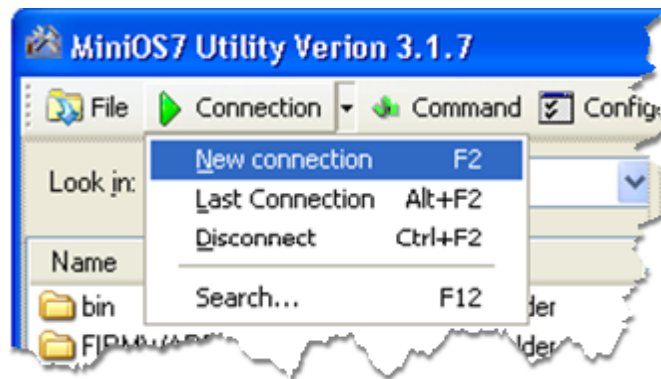 MiniOS7 Utility Verion 3.1.7
File Connection Command
Look in:
New connection F2
Last Connection Alt+F2
Disconnect Ctrl+F2
Search... F12
Name
bin